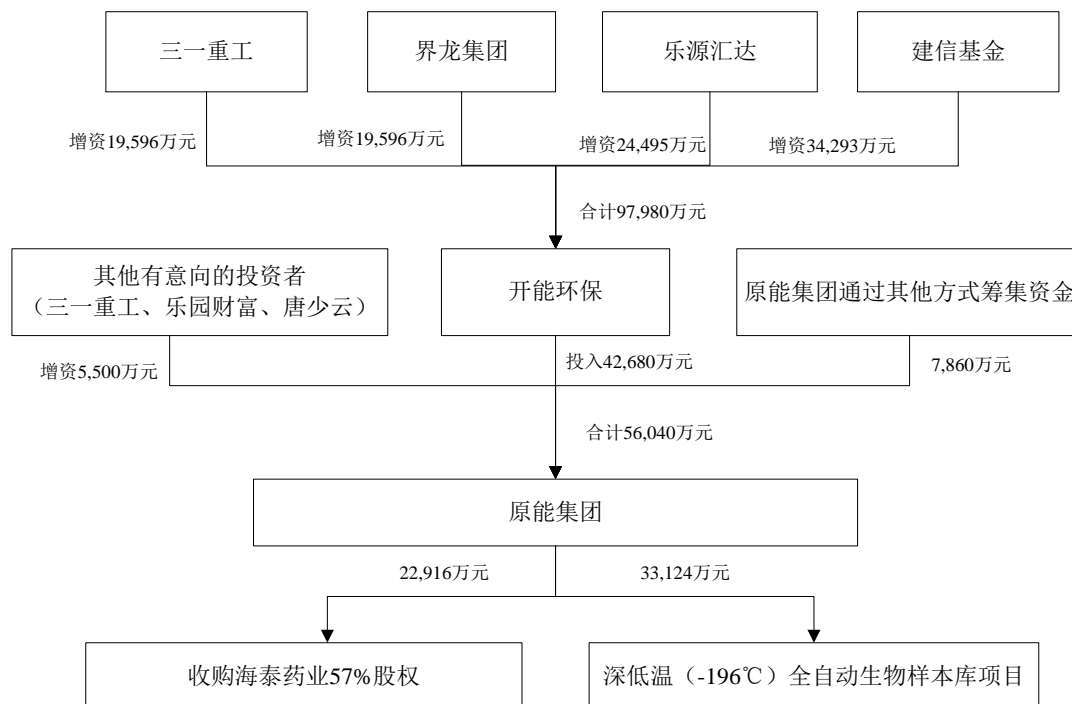 三一重工
界龙集团
乐源汇达
建信基金
增资19,596万元
增资19,596万元
增资24,495万元
增资34,293万元
合计97,980万元
其他有意向的投资者
（三一重工、乐园财富、唐少云）
开能环保
原能集团通过其他方式筹集资金
增资5,500万元
投入42,680万元
7,860万元
合计56,040万元
原能集团
22,916万元
33,124万元
收购海泰药业57%股权
深低温（-196℃）全自动生物样本库项目